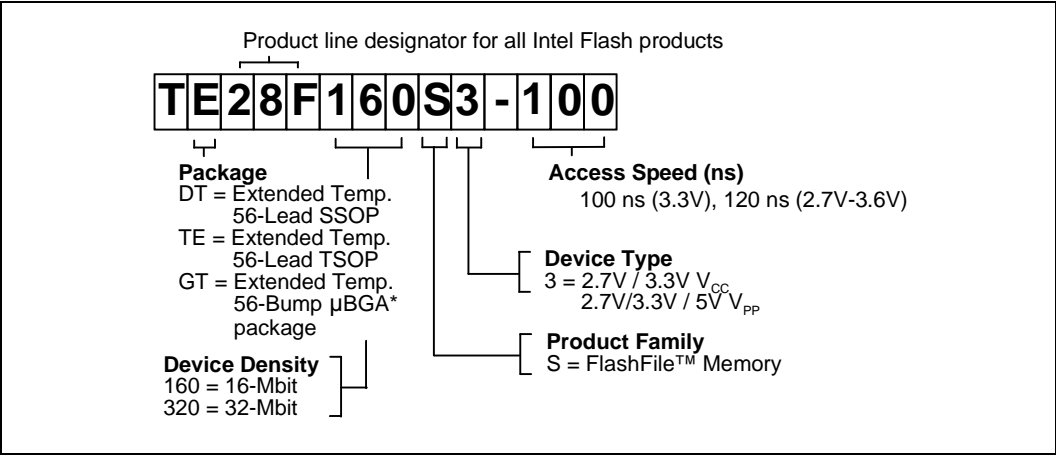 Product line designator for all Intel Flash products
TE28F160S3-100
Package
DT = Extended Temp.
56-Lead SSOP
TE = Extended Temp.
56-Lead TSOP
GT = Extended Temp.
56-Bump µBGA*
package
Device Density
160 = 16-Mbit
320 = 32-Mbit
Access Speed (ns)
100 ns (3.3V), 120 ns (2.7V-3.6V)
Device Type
3 = 2.7V / 3.3V VCC
2.7V/3.3V / 5V VPP
Product Family
S = FlashFile™ Memory